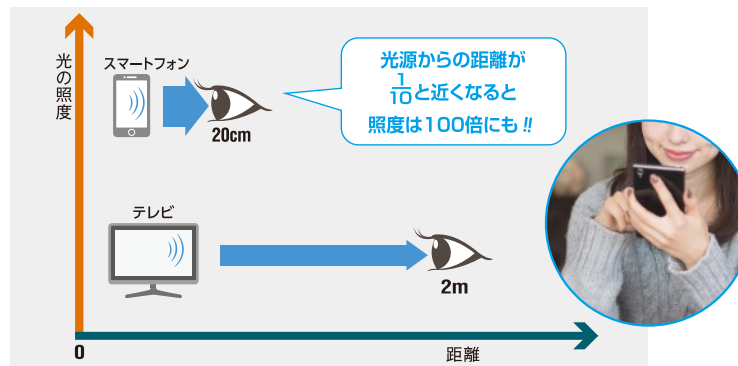 光の照度
スマートフォン
20cm
光源からの距離が
1/10と近くなると
照度は100倍にも!!
テレビ
2m
0
距離